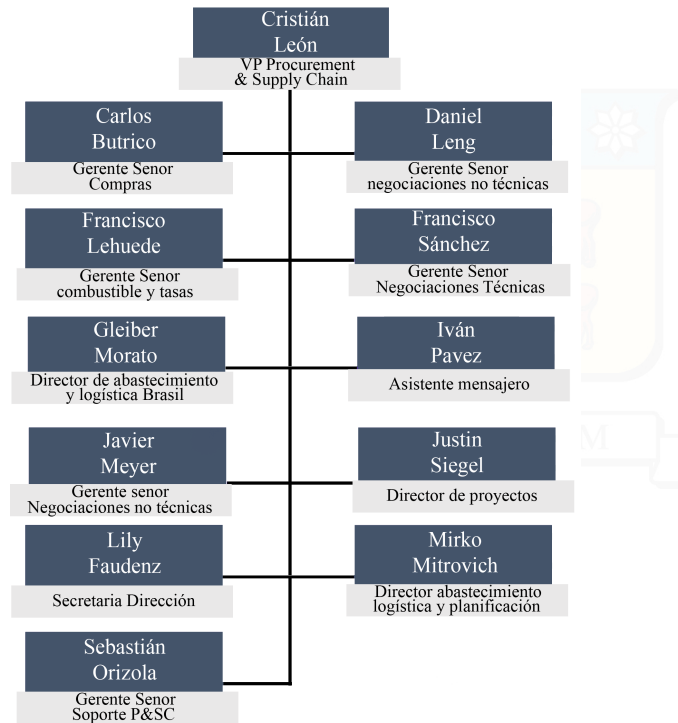 Cristián
León
VP Procurement
& Supply Chain
Carlos
Butrico
Gerente Senor
Compras
Daniel
Leng
Gerente Senor
negociaciones no técnicas
Francisco
Lehuede
Gerente Senor
combustible y tasas
Francisco
Sánchez
Gerente Senor
Negociaciones Técnicas
Gleiber
Morato
Director de abastecimiento
y logística Brasil
Iván
Pavez
Asistente mensajero
Javier
Meyer
Gerente senor
Negociaciones no técnicas
Justin
Siegel
Director de proyectos
Lily
Faudenz
Secretaria Dirección
Mirko
Mitrovich
Director abastecimiento
logística y planificación
Sebastián
Orizola
Gerente Senor
Soporte P&SC
M